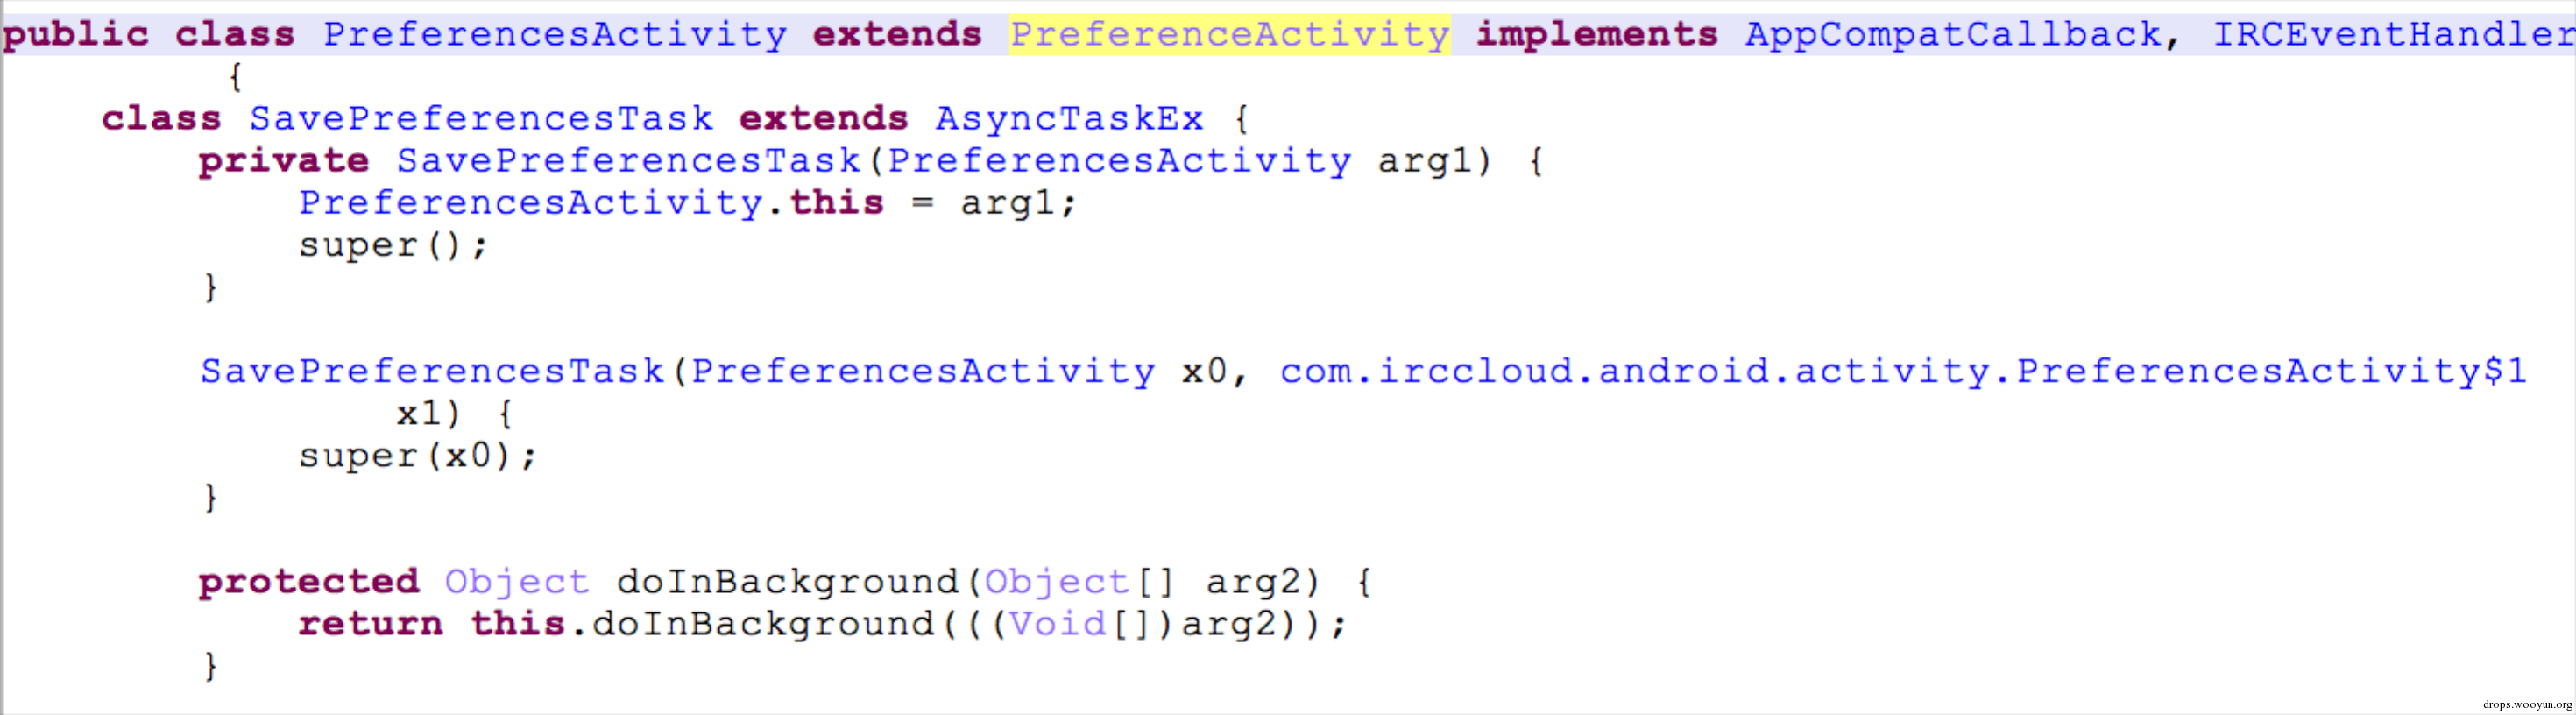 public class PreferencesActivity extends PreferenceActivity implements AppCompatCallback, IRCEventHandler
{
class SavePreferencesTask extends AsyncTaskEx {
private SavePreferencesTask(PreferencesActivity arg1) {
PreferencesActivity.this = arg1;
super();
}
SavePreferencesTask(PreferencesActivity x0, com.irccloud.android.activity.PreferencesActivity$1
x1) {
super(x0);
}
protected Object doInBackground(Object[] arg2) {
return this.doInBackground(((Void[])arg2));
}
drops.wooyun.org